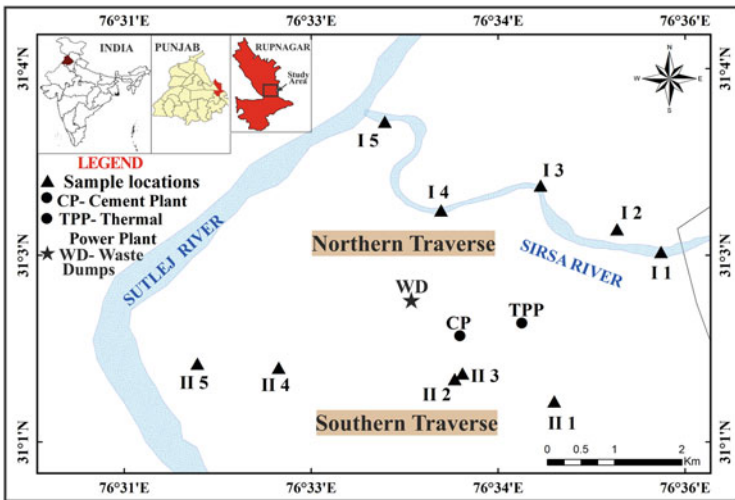 76°31'E 76°33'E 76°34'E 76°36'E
31°4'N
31°4'N
INDIA
PUNJAB
RUPNAGAR
Study
Area
N
W E
S
LEGEND
Sample locations
CP- Cement Plant
TPP- Thermal
Power Plant
WD- Waste
Dumps
I 5
I 3
I 4
I 2
I 1
Northern Traverse
SIRSA RIVER
SUTLEJ RIVER
31°3'N
31°3'N
WD
CP
TPP
II 5
II 4
II 3
II 2
II 1
Southern Traverse
31°1'N
31°1'N
0 0.5 1 2
Km
76°31'E 76°33'E 76°34'E 76°36'E